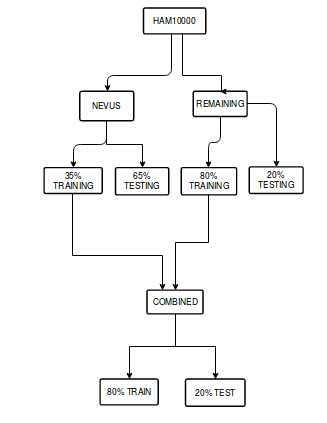 HAM10000
NEVUS
REMAINING
35%
TRAINING
65%
TESTING
80%
TRAINING
20%
TESTING
COMBINED
80% TRAIN
20% TEST